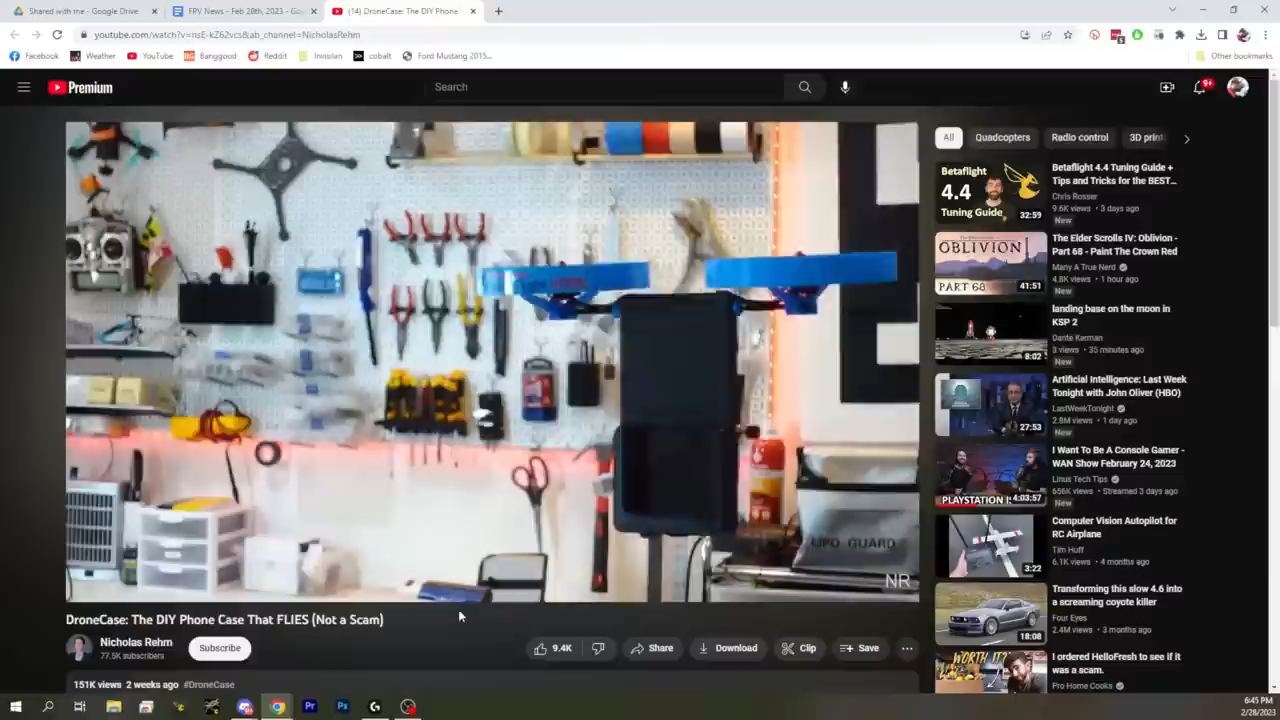 Shared with me - Google Drive
FPV News - Feb 28th, 2023 - Go
(14) DroneCase: The DIY Phone
youtube.com/watch?v=nsE-kZ62vcs&ab_channel=NicholasRehm
Facebook
Weather
YouTube
Banggood
Reddit
Invisilan
cobalt
Ford Mustang 2015...
Other bookmarks
Premium
Search
9+
All
Quadcopters
Radio control
3D print
Betaflight
4.4
Tuning Guide
32:59
Betaflight 4.4 Tuning Guide +
Tips and Tricks for the BEST...
Chris Rosser
9.6K views • 3 days ago
New
OBLIVION
PART 68
41:51
The Elder Scrolls IV: Oblivion -
Part 68 - Paint The Crown Red
Many A True Nerd
4.8K views • 1 hour ago
New
8:02
landing base on the moon in
KSP 2
Dante Kerman
3 views • 35 minutes ago
New
27:53
Artificial Intelligence: Last Week
Tonight with John Oliver (HBO)
LastWeekTonight
2.8M views • 1 day ago
New
PLAYSTATION
4:03:57
I Want To Be A Console Gamer -
WAN Show February 24, 2023
Linus Tech Tips
656K views • Streamed 3 days ago
New
3:22
Computer Vision Autopilot for
RC Airplane
Tim Huff
6.1K views • 4 months ago
18:08
Transforming this slow 4.6 into
a screaming coyote killer
Four Eyes
2.4M views • 3 months ago
WORTH IT?
I ordered HelloFresh to see if it
was a scam.
Pro Home Cooks
LIPO GUARD
NR
DroneCase: The DIY Phone Case That FLIES (Not a Scam)
Nicholas Rehm
77.5K subscribers
Subscribe
9.4K
Share
Download
Clip
Save
151K views 2 weeks ago #DroneCase
6:45 PM
2/28/2023